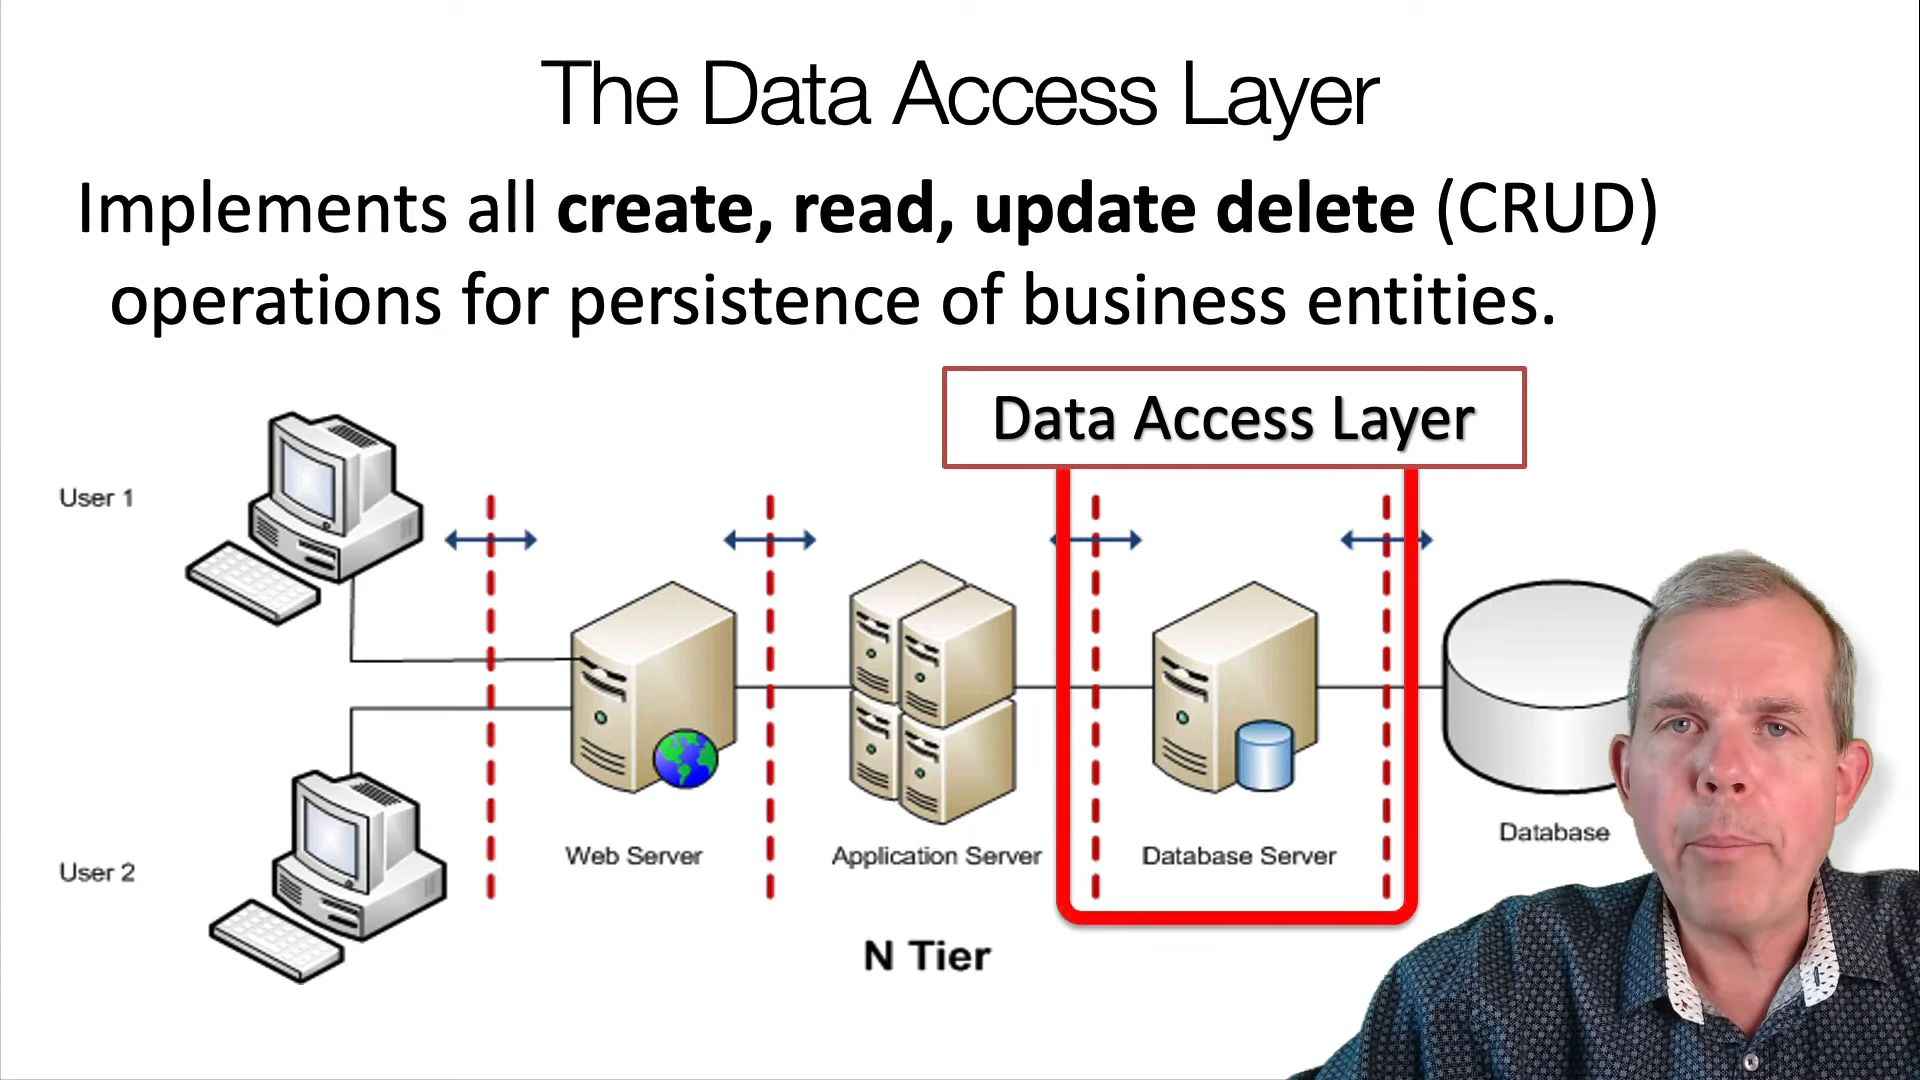 The Data Access Layer
Implements all create, read, update delete (CRUD)
operations for persistence of business entities.
Data Access Layer
User 1
User 2
Web Server
Application Server
Database Server
Database
N Tier